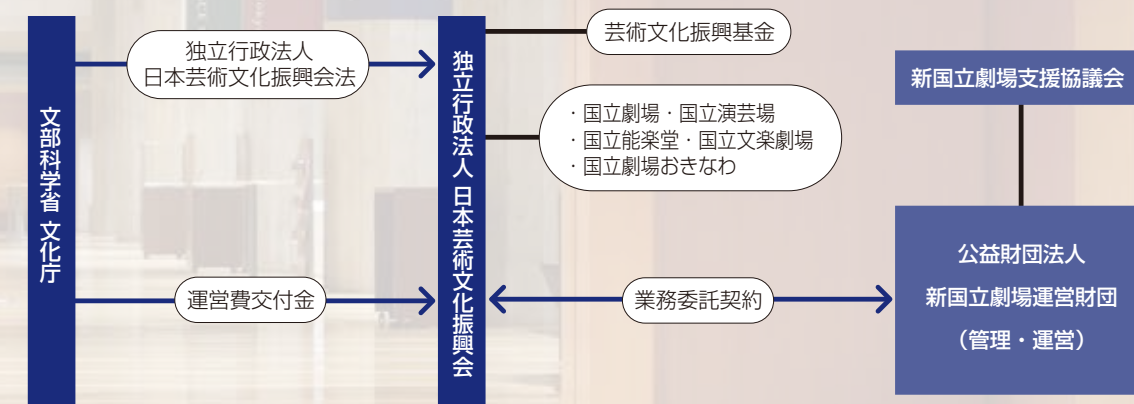 文部科学省 文化庁
独立行政法人
日本芸術文化振興会法
運営費交付金
独立行政法人 日本芸術文化振興会
芸術文化振興基金
・国立劇場・国立演芸場
・国立能楽堂・国立文楽劇場
・国立劇場おきなわ
業務委託契約
新国立劇場支援協議会
公益財団法人
新国立劇場運営財団
（管理・運営）